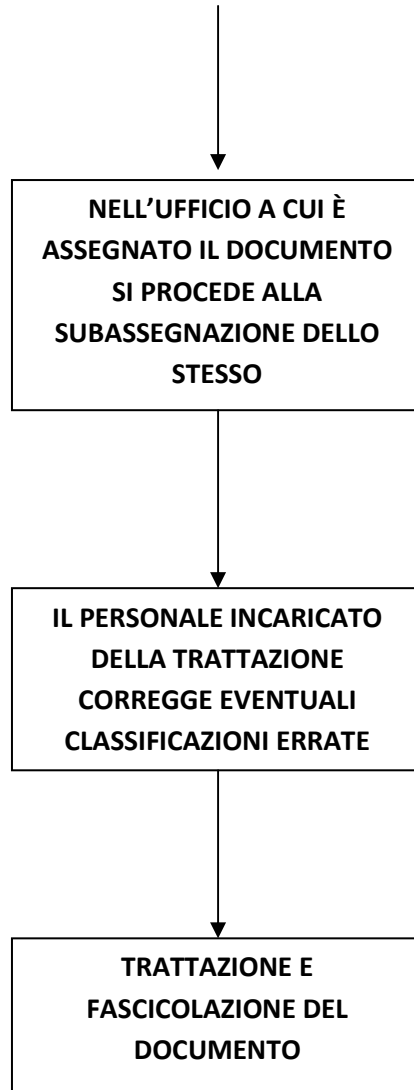 NELL’UFFICIO A CUI È
ASSEGNATO IL DOCUMENTO
SI PROCEDE ALLA
SUBASSEGNAZIONE DELLO
STESSO
IL PERSONALE INCARICATO
DELLA TRATTAZIONE
CORREGGE EVENTUALI
CLASSIFICAZIONI ERRATE
TRATTAZIONE E
FASCICOLAZIONE DEL
DOCUMENTO